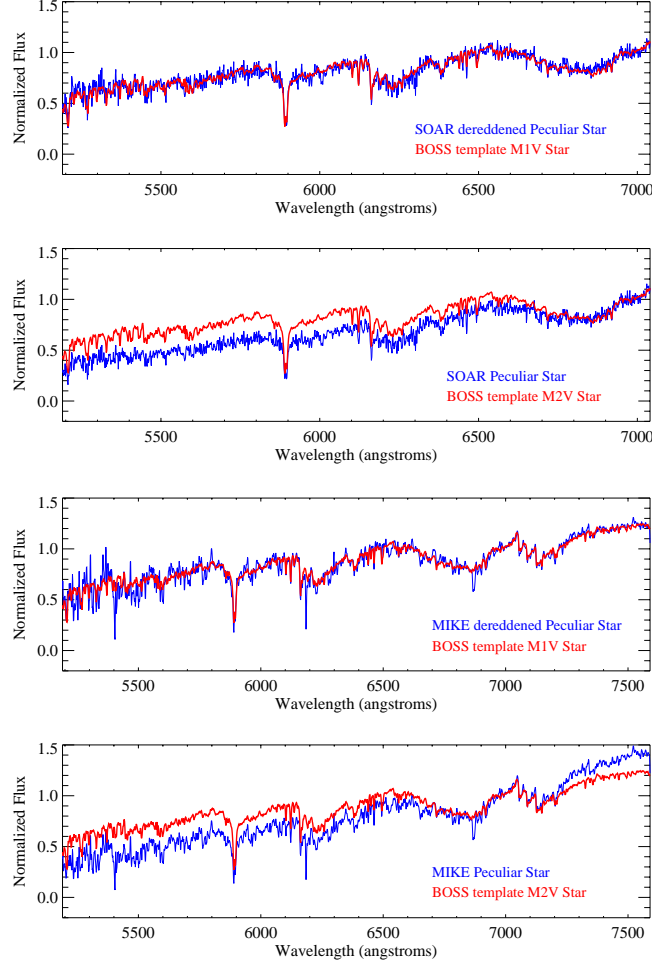 1.5
1.0
0.5
0.0
Normalized Flux
SOAR dereddened Peculiar Star
BOSS template M1V Star
5500 6000 6500 7000
Wavelength (angstroms)
1.5
1.0
0.5
0.0
Normalized Flux
SOAR Peculiar Star
BOSS template M2V Star
5500 6000 6500 7000
Wavelength (angstroms)
1.5
1.0
0.5
0.0
Normalized Flux
MIKE dereddened Peculiar Star
BOSS template M1V Star
5500 6000 6500 7000 7500
Wavelength (angstroms)
1.5
1.0
0.5
0.0
Normalized Flux
MIKE Peculiar Star
BOSS template M2V Star
5500 6000 6500 7000 7500
Wavelength (angstroms)